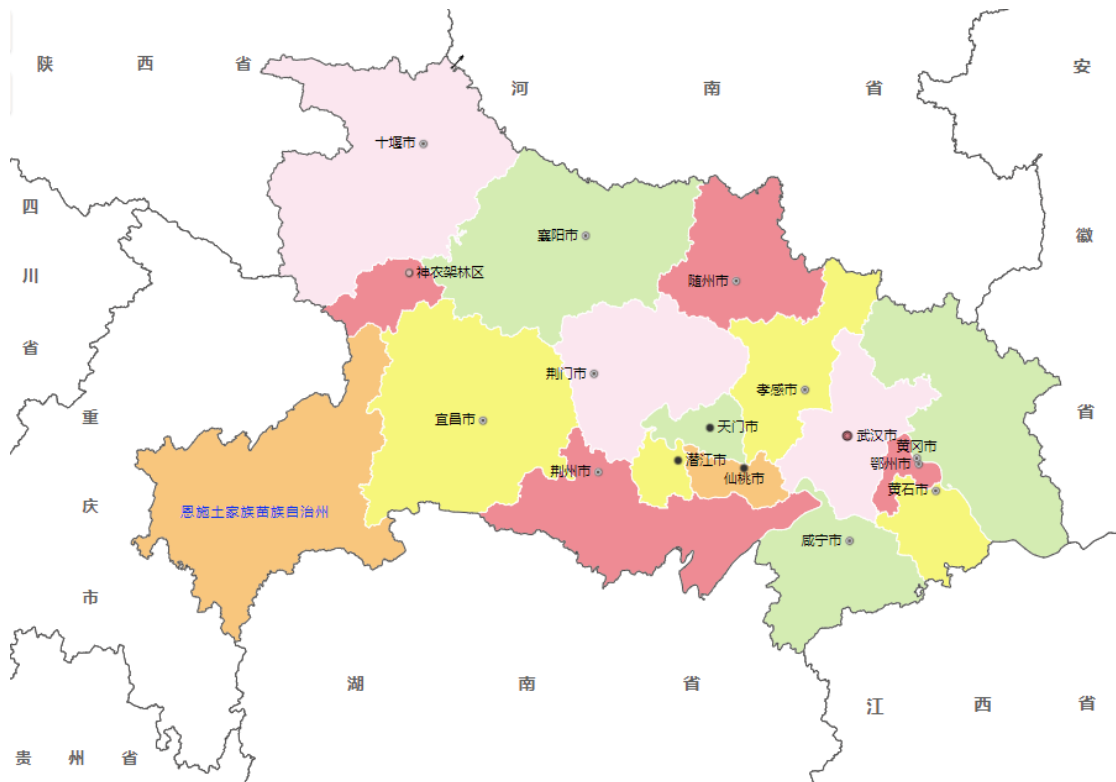 陕西省
河南省
安徽省
四川省
重庆市
贵州省
湖南省
江西省
十堰市
襄阳市
神农架林区
随州市
荆门市
孝感市
宜昌市
天门市
武汉市
黄冈市
潜江市
鄂州市
荆州市
仙桃市
黄石市
恩施土家族苗族自治州
咸宁市